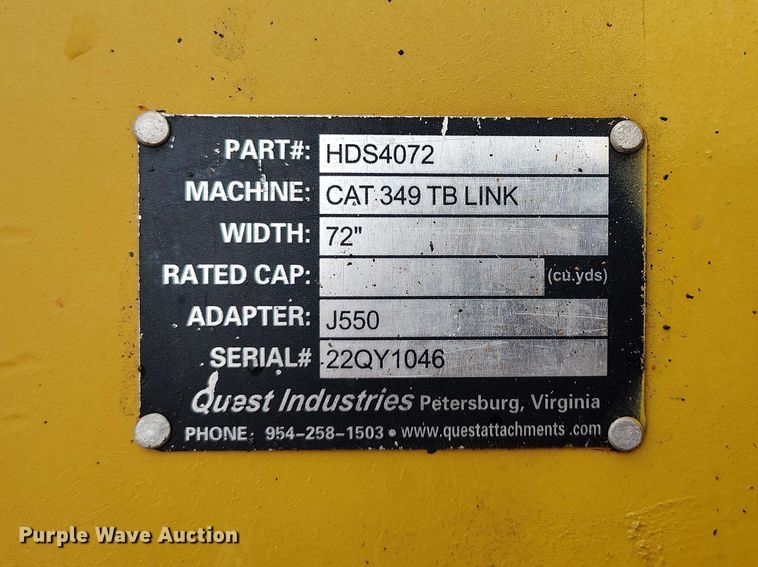 PART#: HDS4072
MACHINE: CAT 349 TB LINK
WIDTH: 72"
RATED CAP: (cu.yds)
ADAPTER: J550
SERIAL# 22QY1046
Quest Industries Petersburg, Virginia
PHONE: 954-258-1503 • www.questattachments.com
Purple Wave Auction